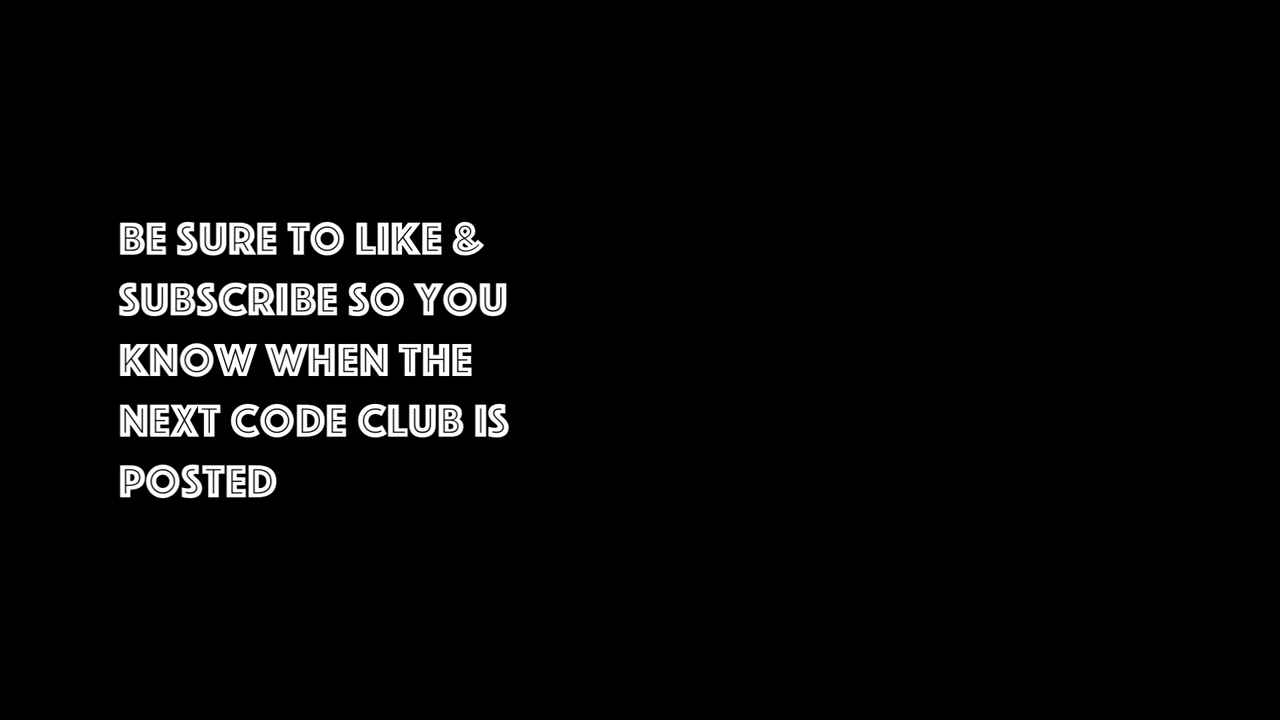 BE SURE TO LIKE &
SUBSCRIBE SO YOU
KNOW WHEN THE
NEXT CODE CLUB IS
POSTED